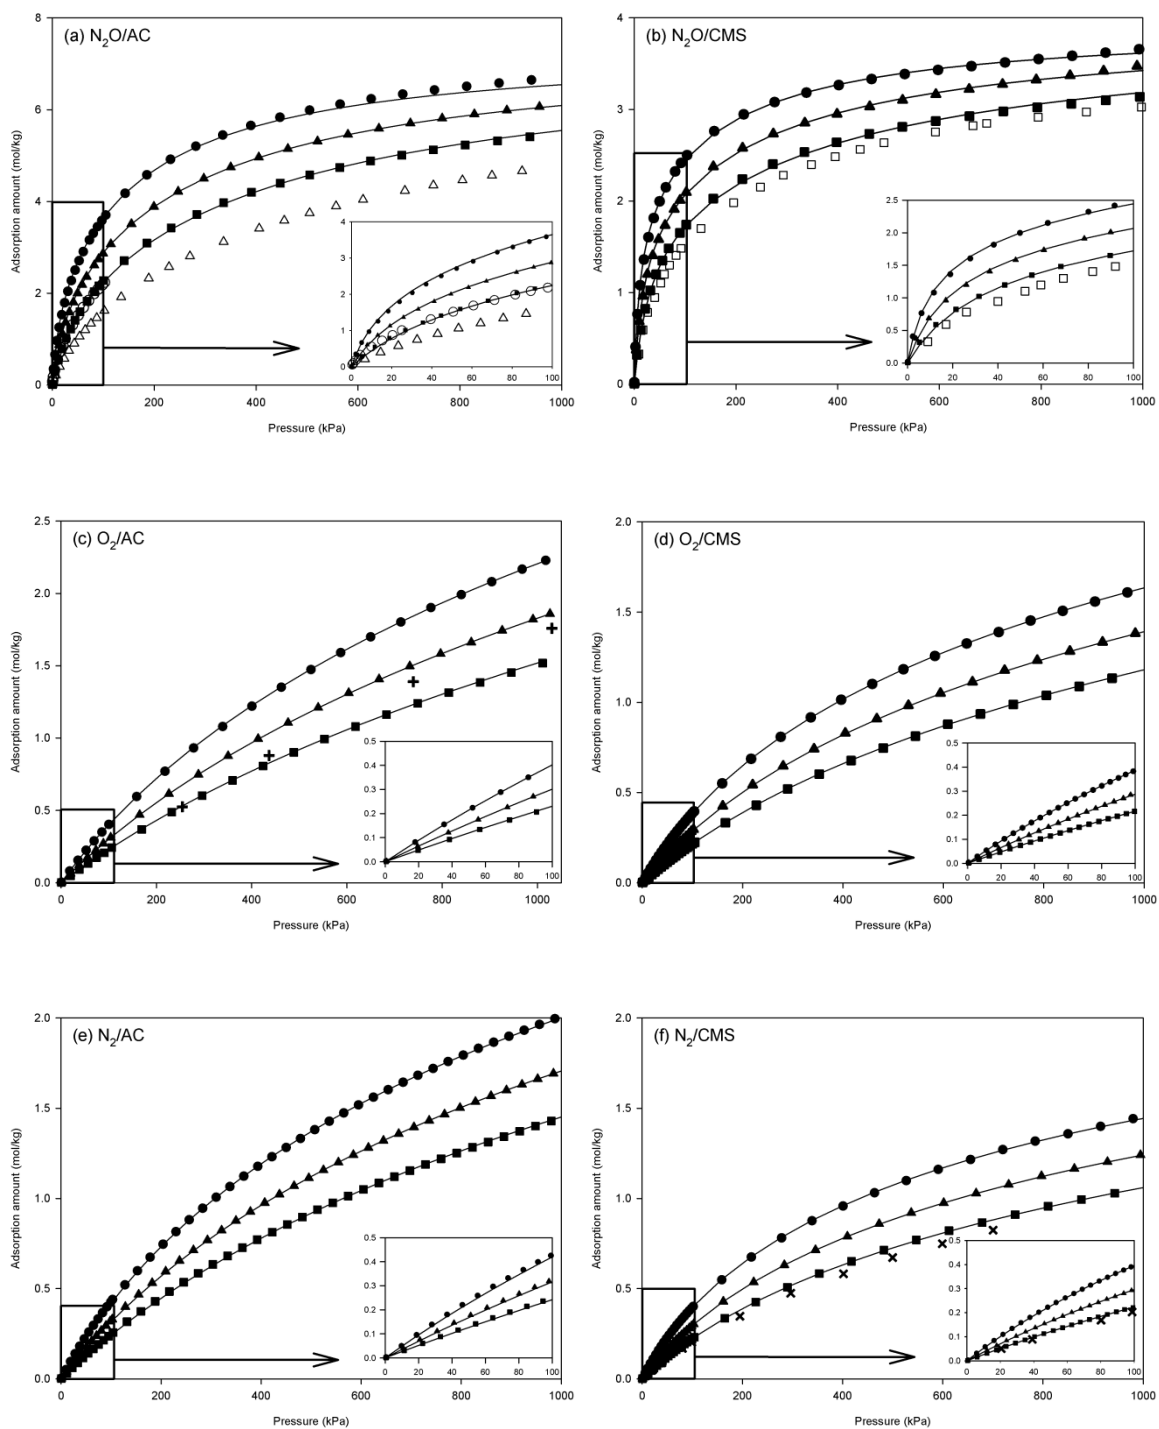 (a) N₂O/AC
Adsorption amount (mol/kg)
8
6
4
2
0
0 200 400 600 800 1000
Pressure (kPa)
4
3
2
1
0
0 20 40 60 80 100
(b) N₂O/CMS
Adsorption amount (mol/kg)
4
3
2
1
0
0 200 400 600 800 1000
Pressure (kPa)
2.5
2.0
1.5
1.0
0.5
0.0
0 20 40 60 80 100
(c) O₂/AC
Adsorption amount (mol/kg)
2.5
2.0
1.5
1.0
0.5
0.0
0 200 400 600 800 1000
Pressure (kPa)
0.5
0.4
0.3
0.2
0.1
0.0
0 20 40 60 80 100
(d) O₂/CMS
Adsorption amount (mol/kg)
2.0
1.5
1.0
0.5
0.0
0 200 400 600 800 1000
Pressure (kPa)
0.5
0.4
0.3
0.2
0.1
0.0
0 20 40 60 80 100
(e) N₂/AC
Adsorption amount (mol/kg)
2.0
1.5
1.0
0.5
0.0
0 200 400 600 800 1000
Pressure (kPa)
0.5
0.4
0.3
0.2
0.1
0.0
0 20 40 60 80 100
(f) N₂/CMS
Adsorption amount (mol/kg)
2.0
1.5
1.0
0.5
0.0
0 200 400 600 800 1000
Pressure (kPa)
0.5
0.4
0.3
0.2
0.1
0.0
0 20 40 60 80 100